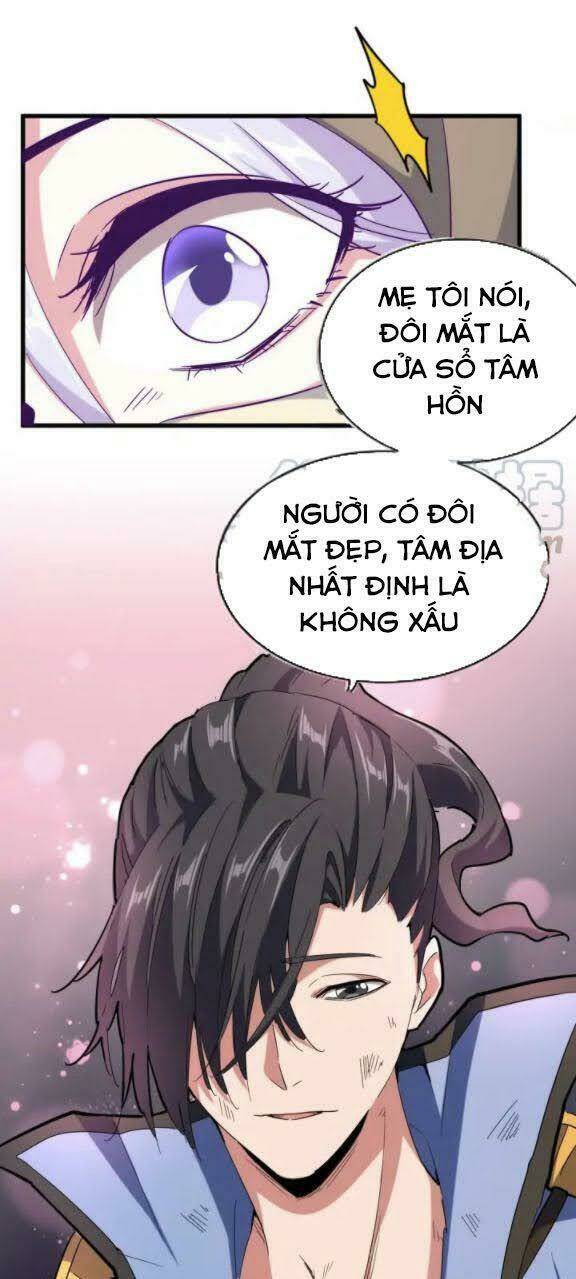 MẸ TÔI NÓI,
ĐÔI MẮT LÀ
CỬA SỔ TÂM
HỒN
NGƯỜI CÓ ĐÔI
MẮT ĐẸP, TÂM ĐỊA
NHẤT ĐỊNH LÀ
KHÔNG XẤU